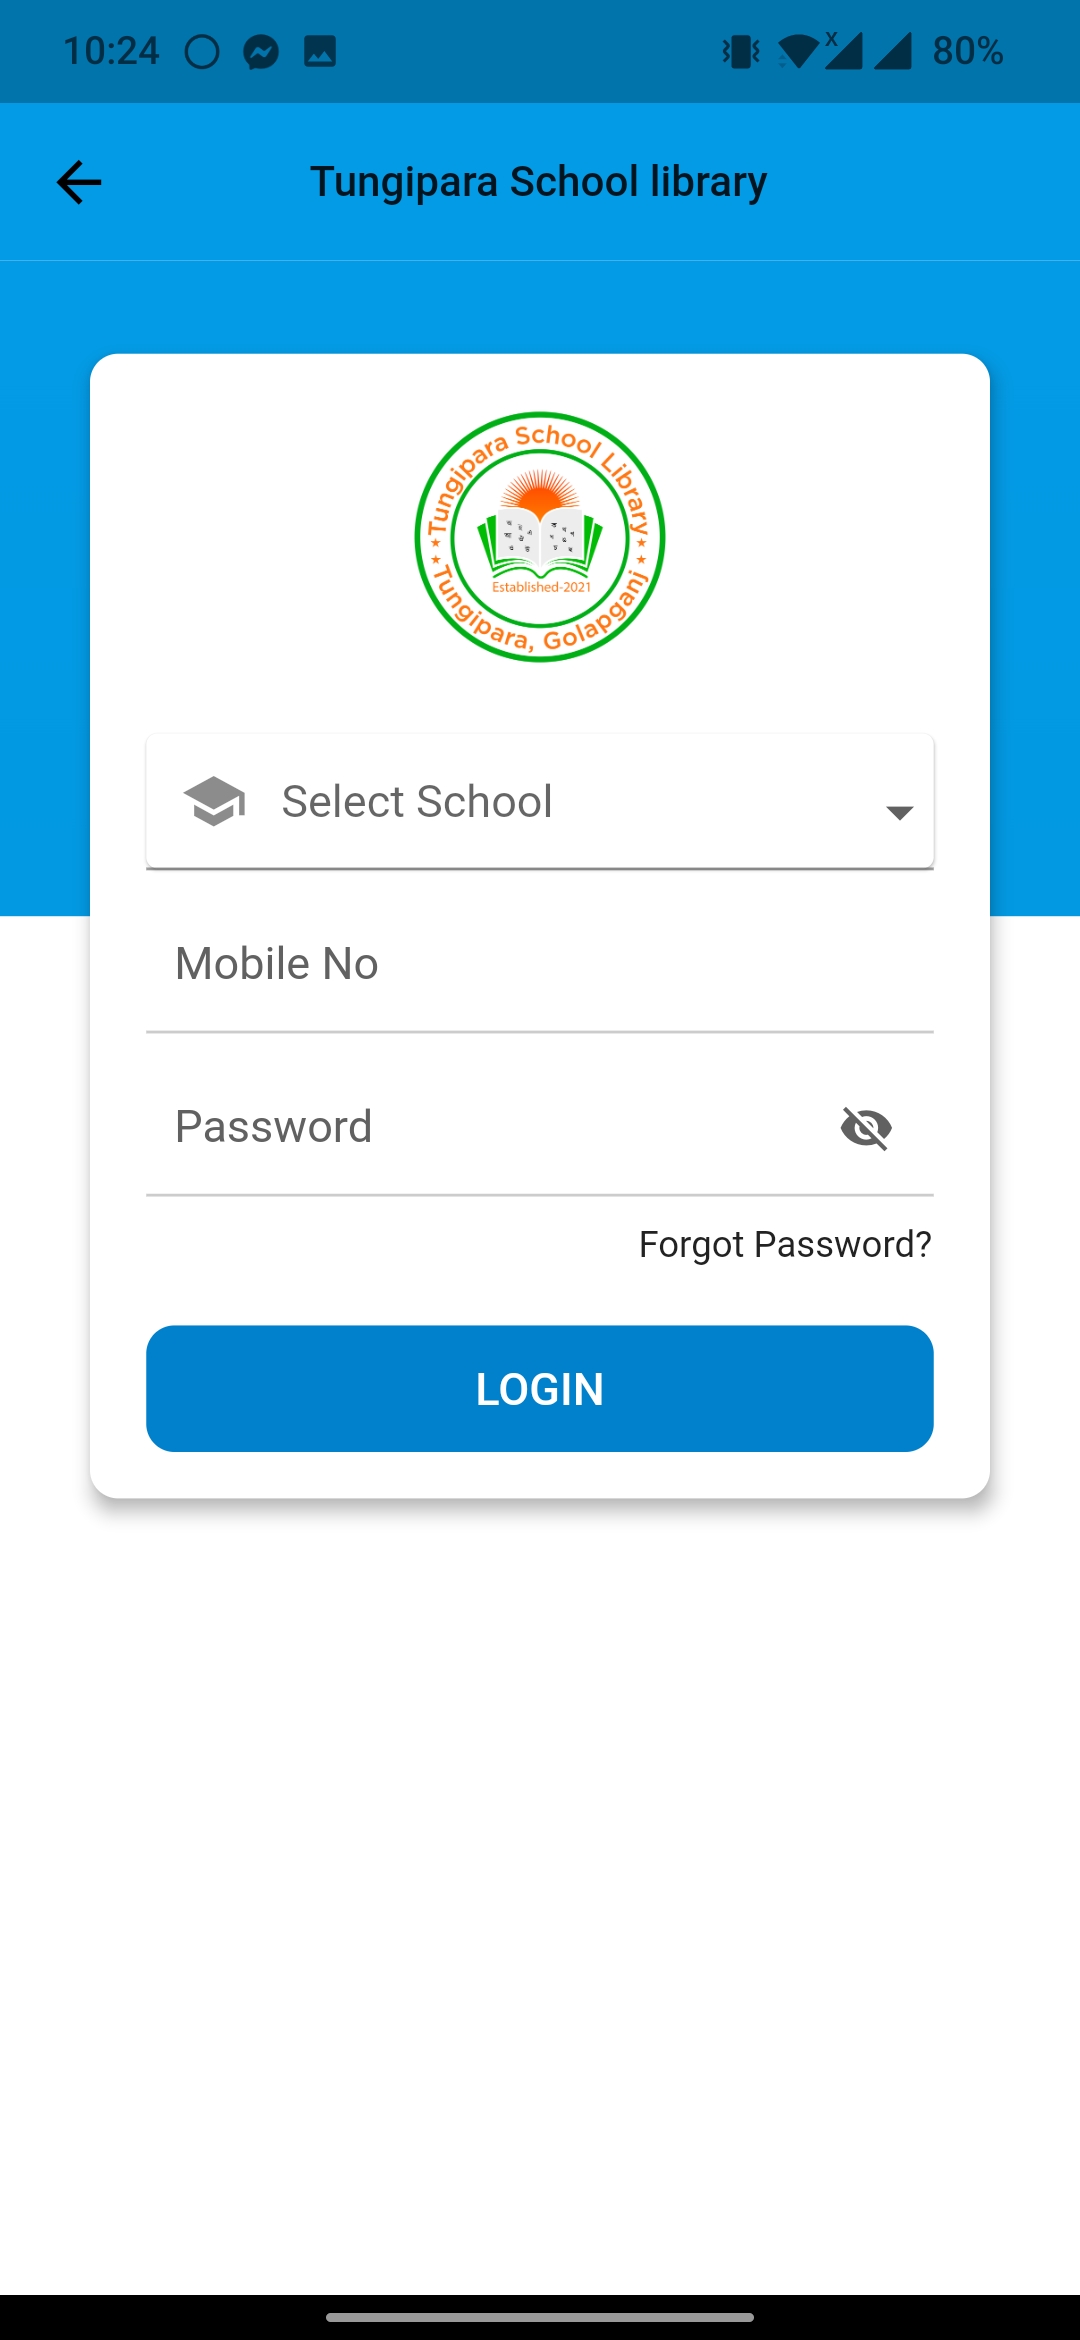 10:24
80%
Tungipara School library
Tungipara School Library
Established-2021
Tungipara, Golapganj
Select School
Mobile No
Password
Forgot Password?
LOGIN